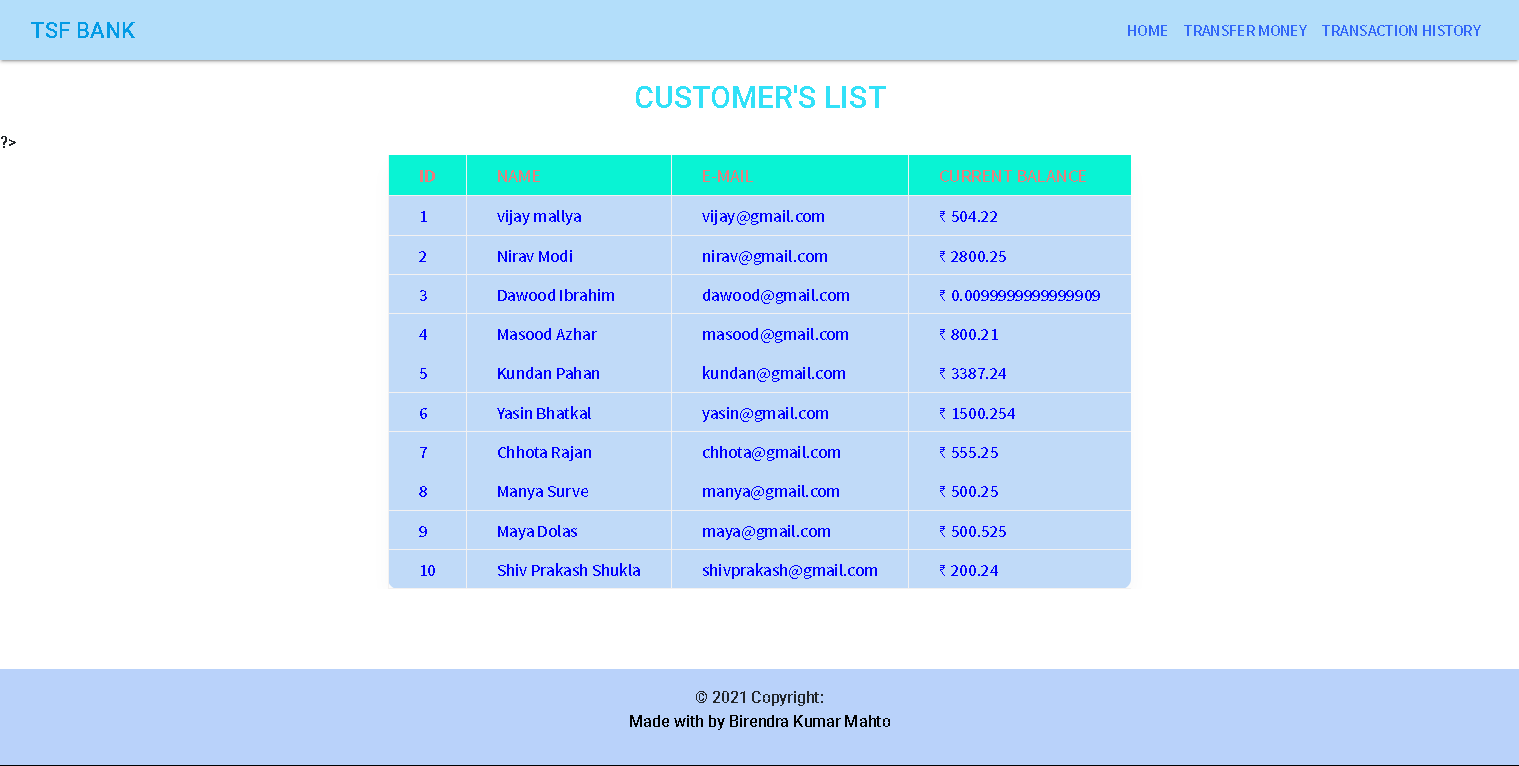 TSF BANK HOME TRANSFER MONEY TRANSACTION HISTORY
CUSTOMER'S LIST
?>
ID NAME E-MAIL CURRENT BALANCE
1 vijay mallya vijay@gmail.com ₹ 504.22
2 Nirav Modi nirav@gmail.com ₹ 2800.25
3 Dawood Ibrahim dawood@gmail.com ₹ 0.0099999999999909
4 Masood Azhar masood@gmail.com ₹ 800.21
5 Kundan Pahan kundan@gmail.com ₹ 3387.24
6 Yasin Bhatkal yasin@gmail.com ₹ 1500.254
7 Chhota Rajan chhota@gmail.com ₹ 555.25
8 Manya Surve manya@gmail.com ₹ 500.25
9 Maya Dolas maya@gmail.com ₹ 500.525
10 Shiv Prakash Shukla shivprakash@gmail.com ₹ 200.24
© 2021 Copyright:
Made with by Birendra Kumar Mahto